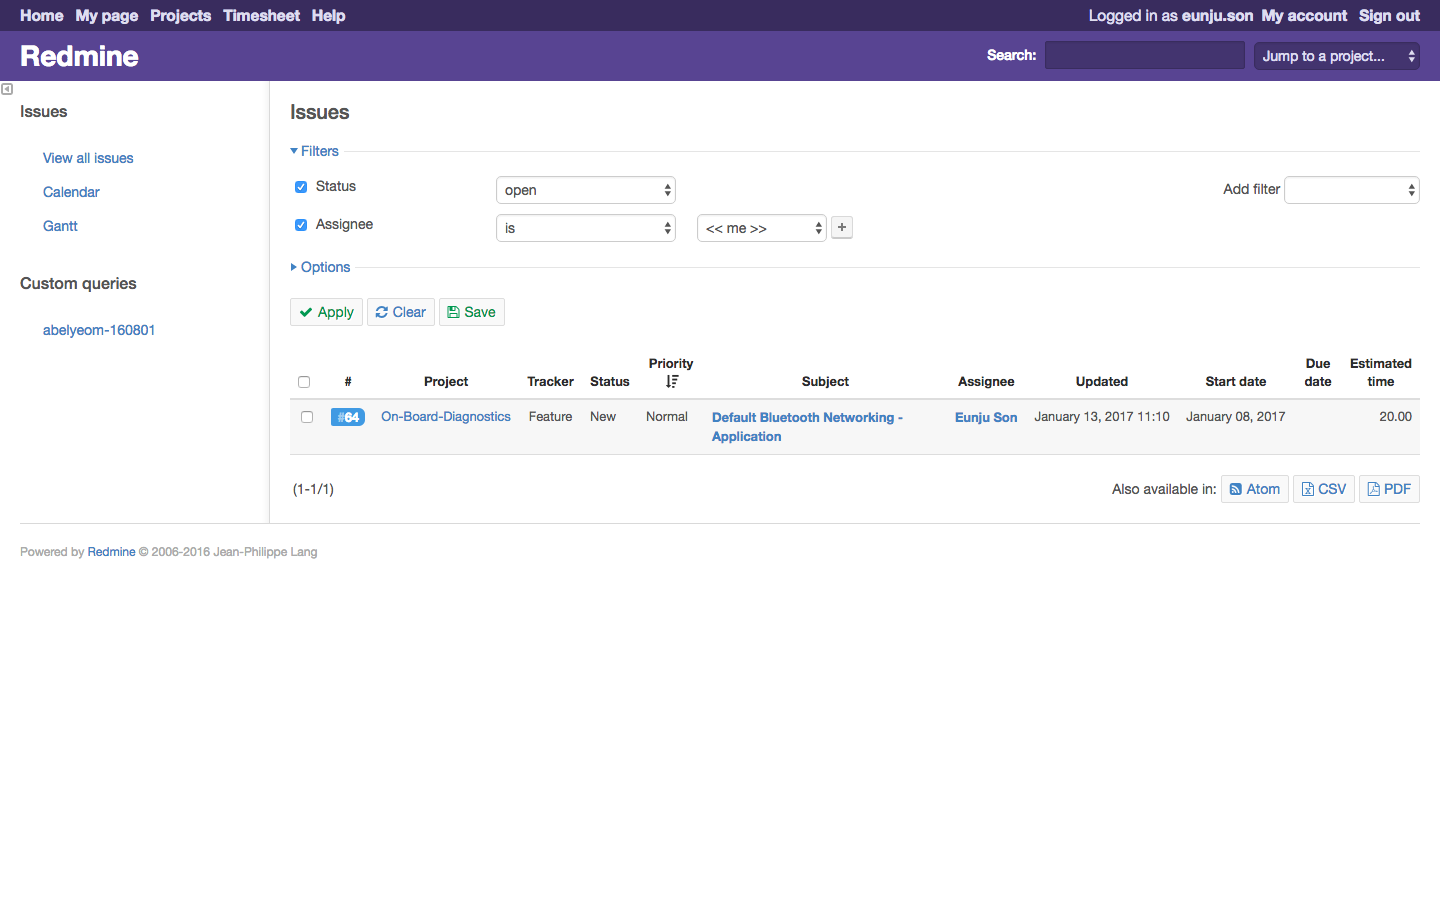 Home My page Projects Timesheet Help Logged in as eunju.son My account Sign out
Redmine Search: Jump to a project...
Issues
View all issues
Calendar
Gantt
Custom queries
abelyeom-160801
Issues
Filters
Status open Add filter
Assignee is << me >>
Options
Apply Clear Save
# Project Tracker Status Priority Subject Assignee Updated Start date Due date Estimated time
#64 On-Board-Diagnostics Feature New Normal Default Bluetooth Networking - Eunju Son January 13, 2017 11:10 January 08, 2017 20.00
Application
(1-1/1) Also available in: Atom CSV PDF
Powered by Redmine © 2006-2016 Jean-Philippe Lang